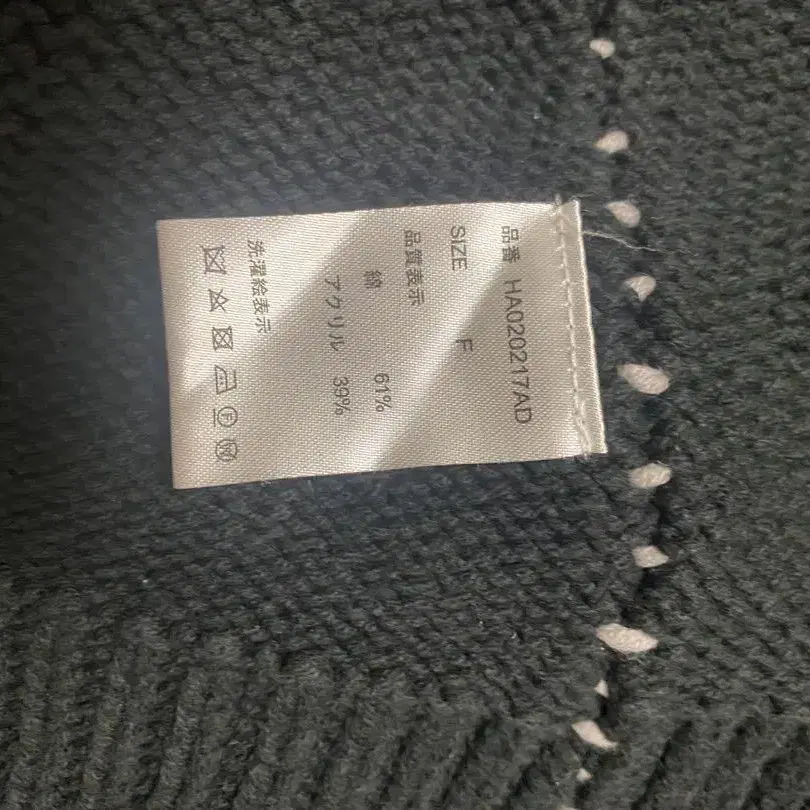 品番 HA020217AD
SIZE F
品質表示
綿 61%
アクリル 39%
洗濯絵表示